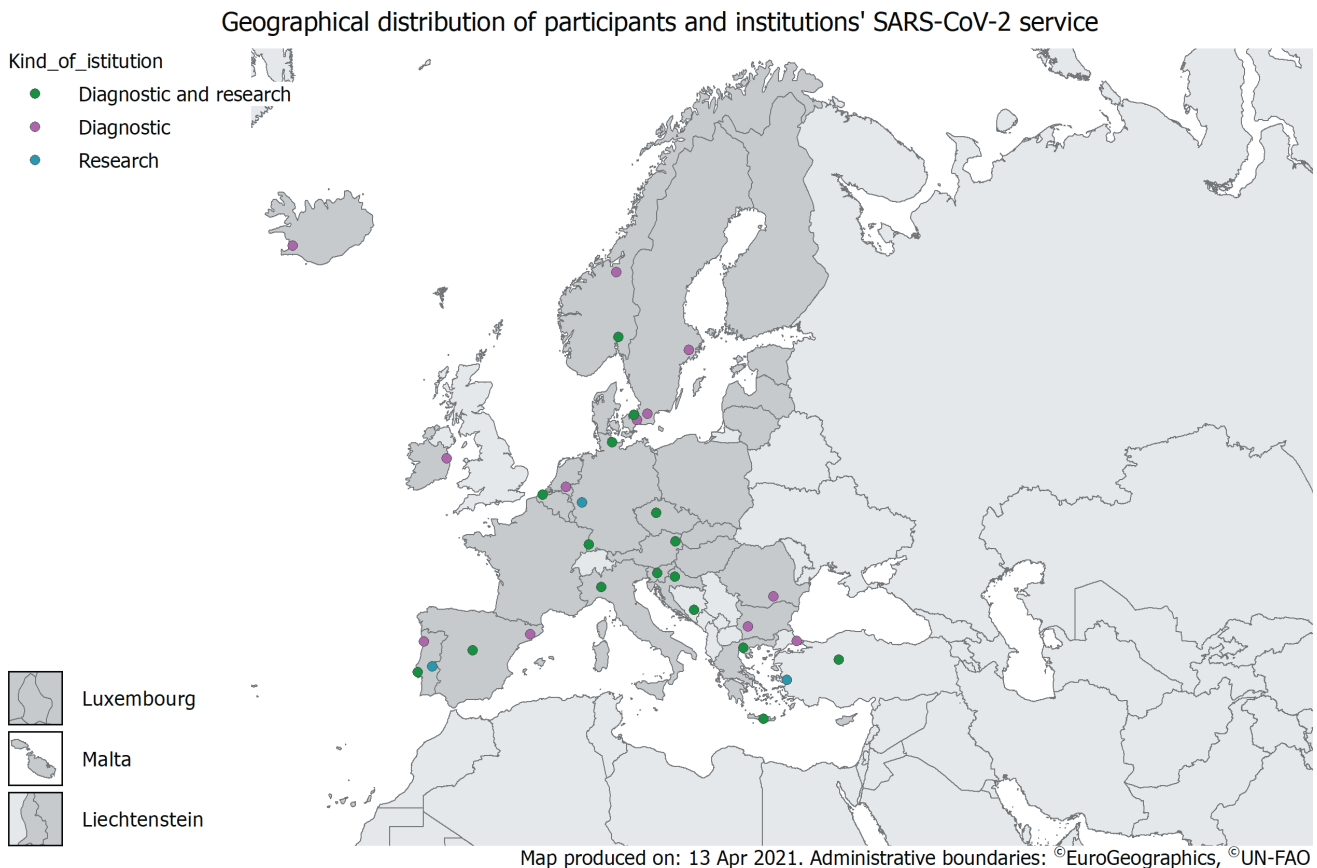 Geographical distribution of participants and institutions' SARS-CoV-2 service
Kind_of_istitution
Diagnostic and research
Diagnostic
Research
Luxembourg
Malta
Liechtenstein
Map produced on: 13 Apr 2021. Administrative boundaries: ©EuroGeographics, ©UN-FAO